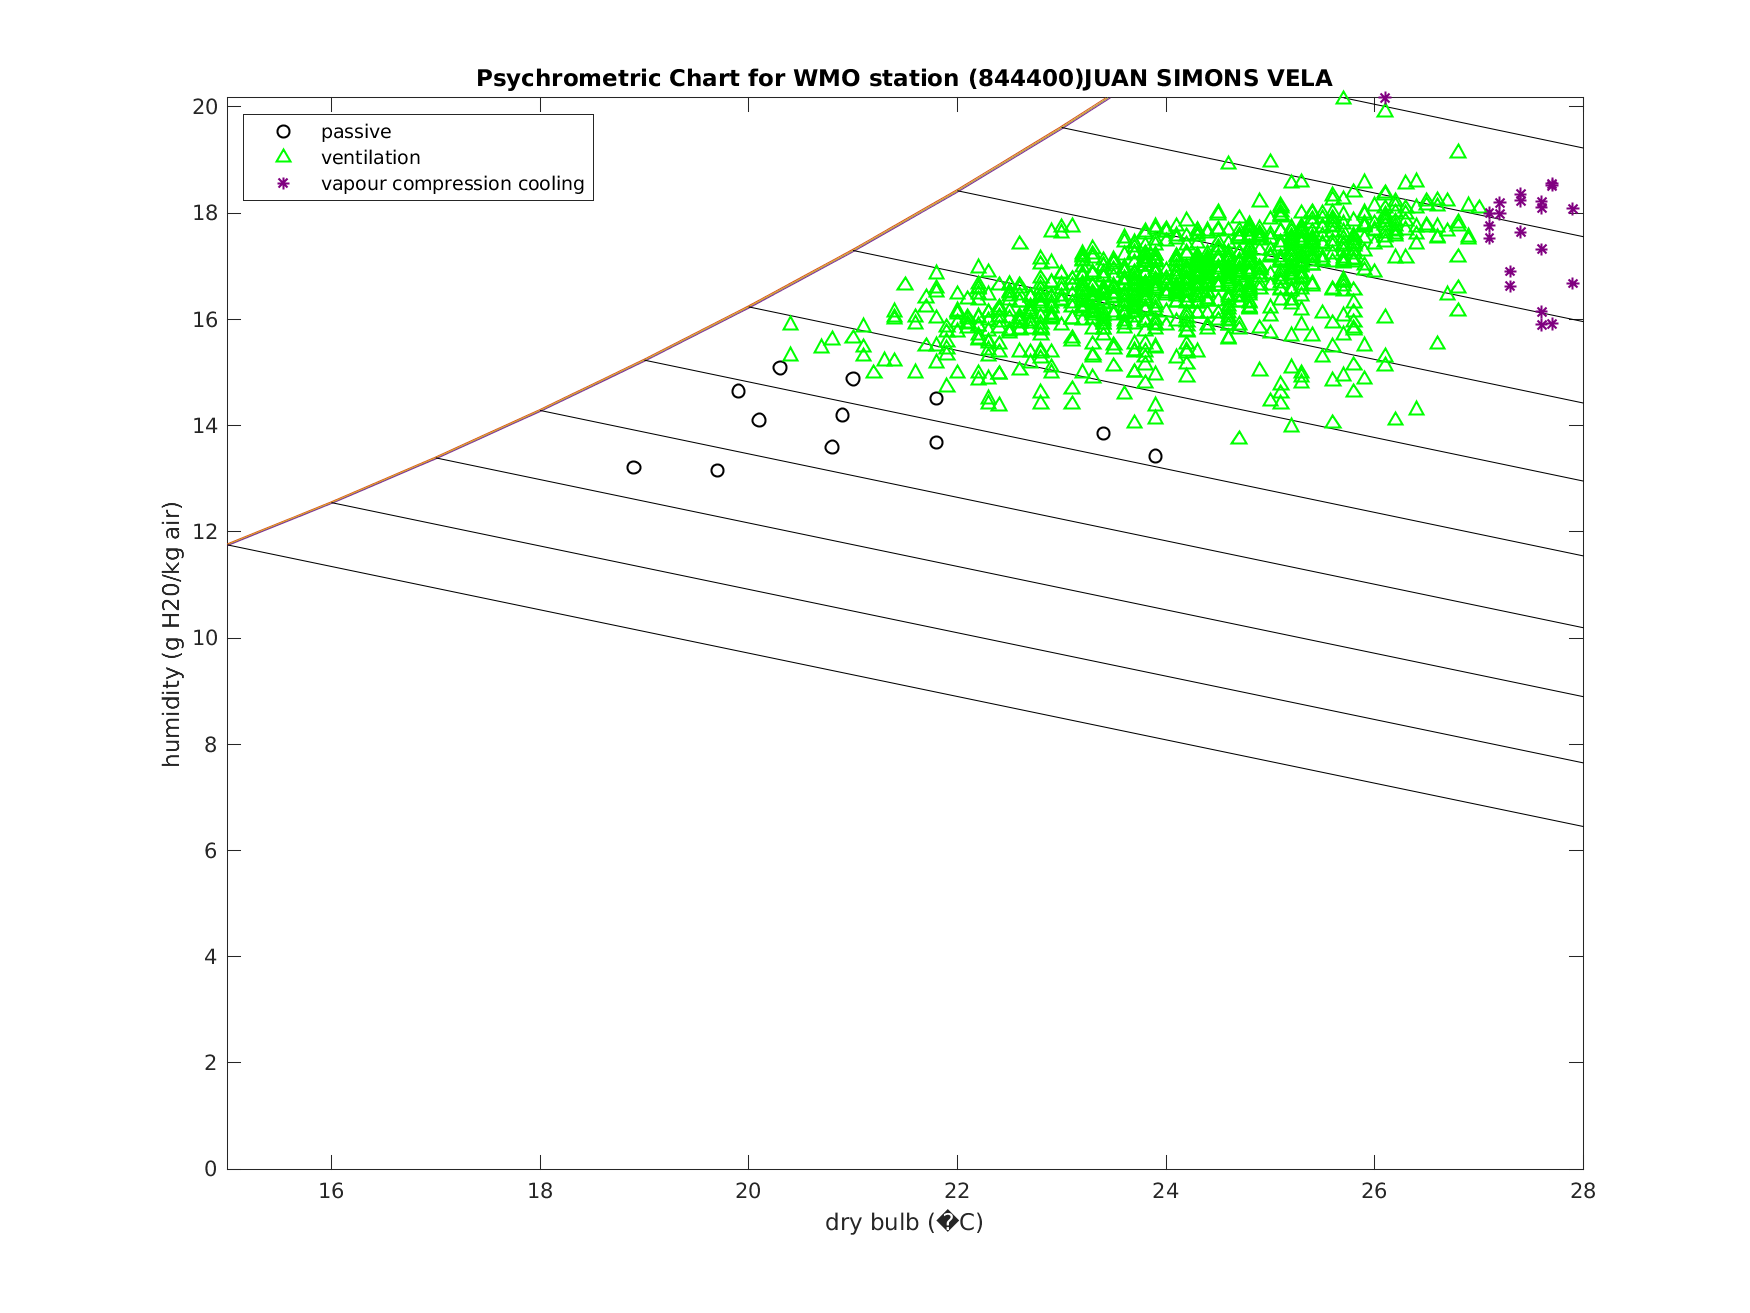 Psychrometric Chart for WMO station (844400)JUAN SIMONS VELA
20
18
16
14
12
10
8
6
4
2
0
passive
ventilation
vapour compression cooling
humidity (g H20/kg air)
16 18 20 22 24 26 28
dry bulb (�C)